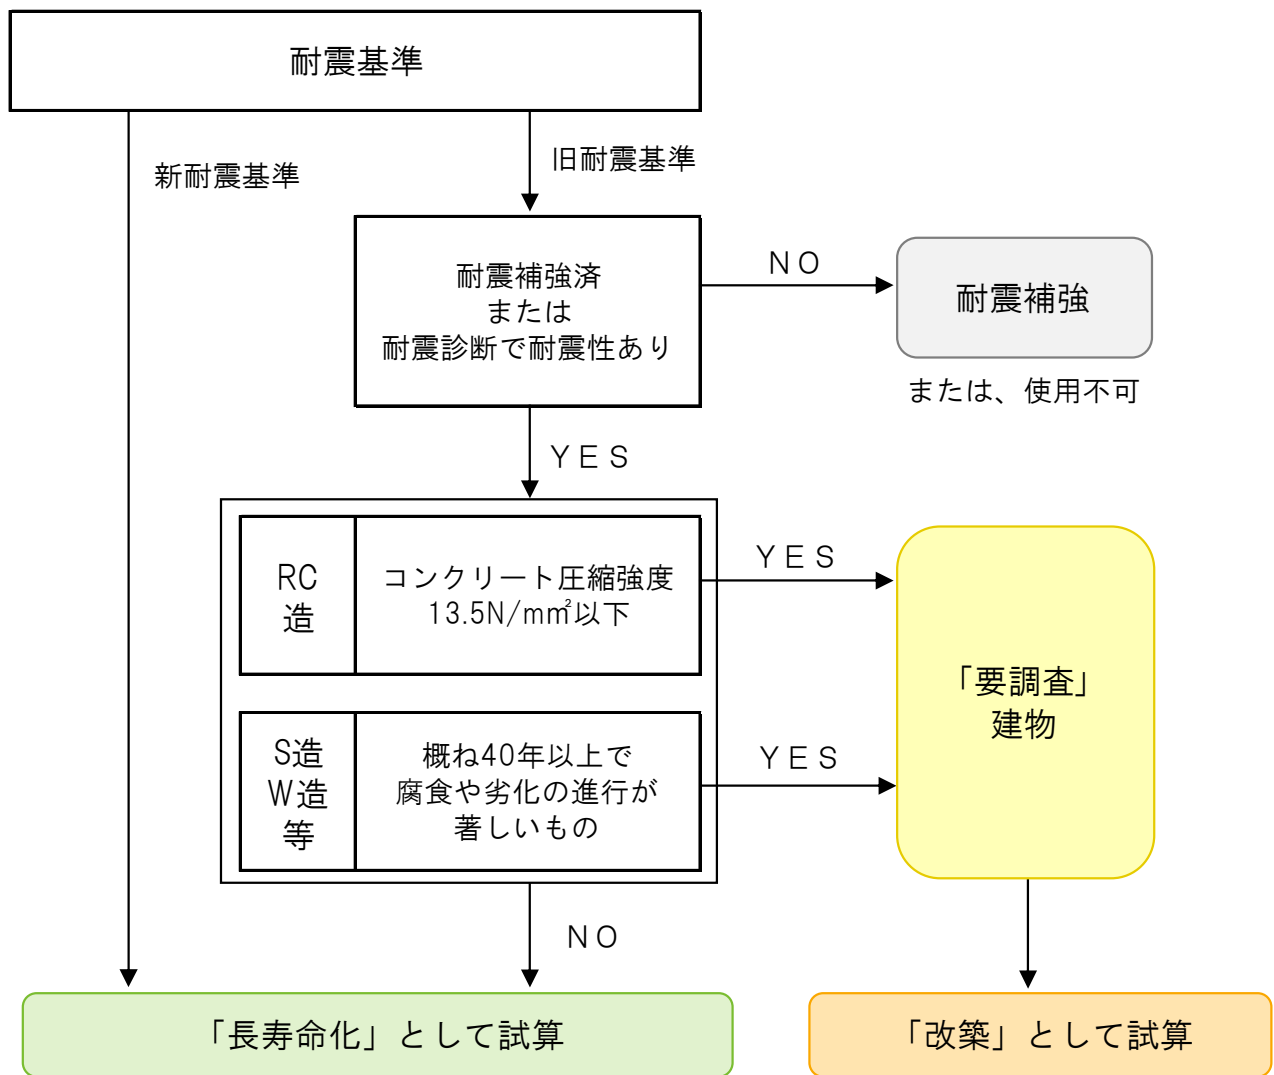 耐震基準
新耐震基準
旧耐震基準
耐震補強済
または
耐震診断で耐震性あり
ＮＯ
耐震補強
または、使用不可
ＹＥＳ
RC
造
コンクリート圧縮強度
13.5N/m㎡以下
ＹＥＳ
S造
W造
等
概ね40年以上で
腐食や劣化の進行が
著しいもの
ＹＥＳ
「要調査」
建物
ＮＯ
「長寿命化」として試算
「改築」として試算